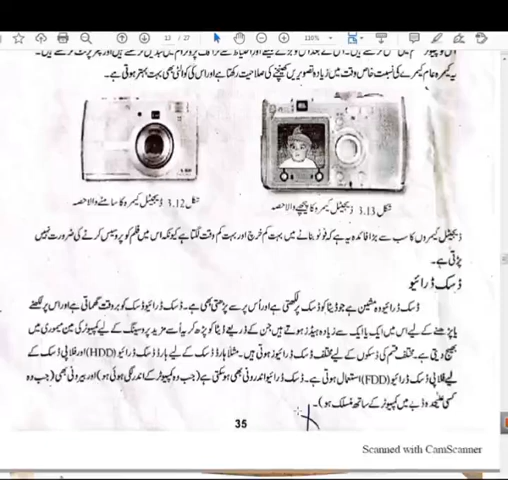 13 / 27
110%
یہ کیمرہ عام کیمرے کی نسبت خاص وقت میں زیادہ تصویریں کھینچنے کی صلاحیت رکھتا ہے اور اس کی کوالٹی بھی بہت بہتر ہوتی ہے۔
شکل 3.12 ڈیجیٹل کیمرہ کا سامنے والا حصہ
شکل 3.13 ڈیجیٹل کیمرہ کا پیچھے والا حصہ
ڈیجیٹل کیمروں کا سب سے بڑا فائدہ یہ ہے کہ فوٹو بنانے میں بہت کم خرچ اور بہت کم وقت لگتا ہے کیونکہ اس میں فلم کو پروسیس کرنے کی ضرورت نہیں
پڑتی ہے۔
ڈسک ڈرائیو
ڈسک ڈرائیو وہ مشین ہے جو ڈیٹا کو ڈسک پر لکھتی ہے اور اُس پر سے پڑھتی بھی ہے۔ ڈسک ڈرائیو ڈسک کو ہر وقت گھماتی ہے اور اس پر لکھنے
یا پڑھنے کے لیے اس میں ایک یا ایک سے زیادہ ہیڈز ہوتے ہیں جن کے ذریعے ڈیٹا کو پڑھ کر اُسے مزید پروسیسنگ کے لیے کمپیوٹر کی مین میموری میں
بھیج دیتی ہے۔ مختلف قسم کی ڈسکوں کے لیے مختلف ڈسک ڈرائیوز ہوتی ہیں۔ مثلاً ہارڈ ڈسک کے لیے ہارڈ ڈسک ڈرائیو (HDD) اور فلاپی ڈسک کے
لیے فلاپی ڈسک ڈرائیو (FDD) استعمال ہوتی ہے۔ ڈسک ڈرائیو اندرونی بھی ہو سکتی ہے (جب وہ کمپیوٹر کے اندر لگی ہوئی ہو) اور بیرونی بھی (جب وہ
کسی علیحدہ ڈبے میں کمپیوٹر کے ساتھ منسلک ہو)۔
35
Scanned with CamScanner